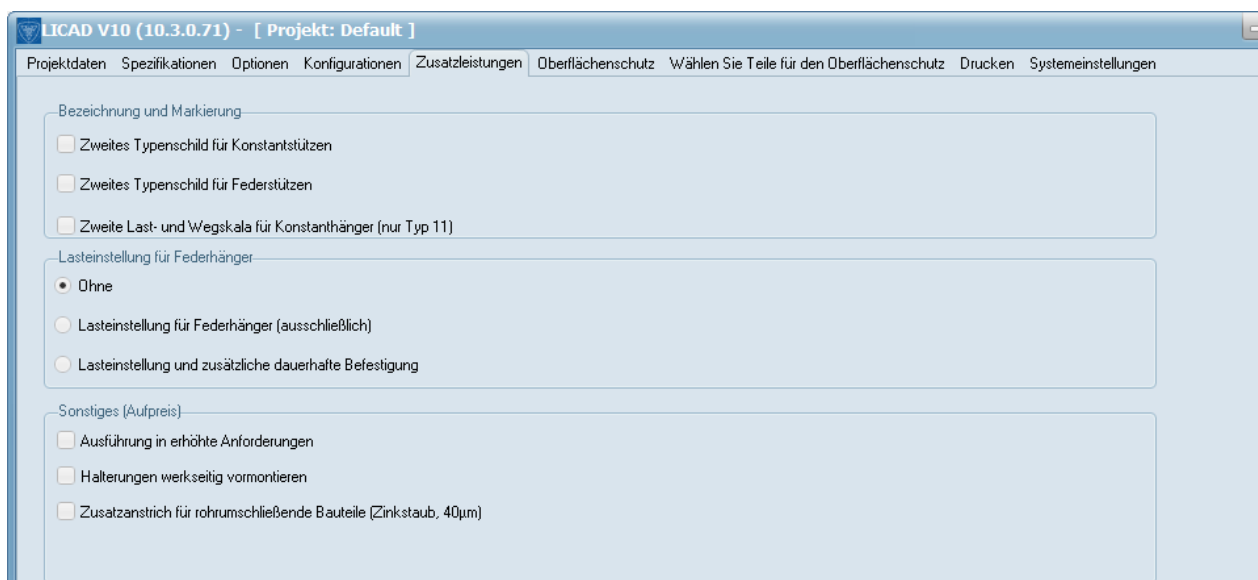 LICAD V10 (10.3.0.71) - [ Projekt: Default ]
Projektdaten Spezifikationen Optionen Konfigurationen Zusatzleistungen Oberflächenschutz Wählen Sie Teile für den Oberflächenschutz Drucken Systemeinstellungen
Bezeichnung und Markierung
Zweites Typenschild für Konstantstützen
Zweites Typenschild für Federstützen
Zweite Last- und Wegskala für Konstanthänger (nur Typ 11)
Lasteinstellung für Federhänger
Ohne
Lasteinstellung für Federhänger (ausschließlich)
Lasteinstellung und zusätzliche dauerhafte Befestigung
Sonstiges (Aufpreis)
Ausführung in erhöhte Anforderungen
Halterungen werkseitig vormontieren
Zusatzanstrich für rohrumschließende Bauteile (Zinkstaub, 40µm)